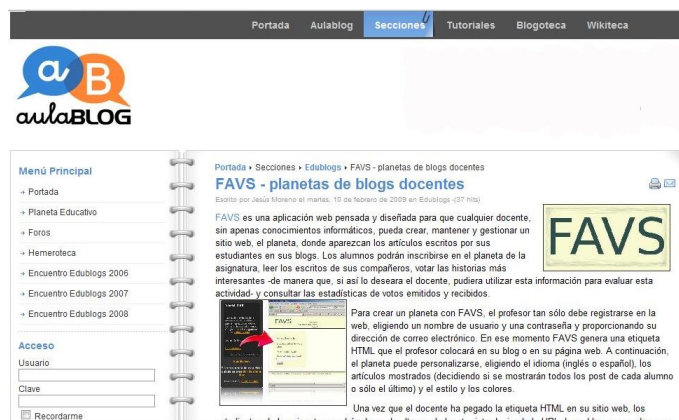 Portada Aulablog Secciones Tutoriales Blogoteca Wikiteca
aB
aulaBLOG
Menú Principal
Portada
Planeta Educativo
Foros
Hemeroteca
Encuentro Edublogs 2006
Encuentro Edublogs 2007
Encuentro Edublogs 2008
Acceso
Usuario
Clave
Recordarme
Portada Secciones Edublogs FAVS - planetas de blogs docentes
FAVS - planetas de blogs docentes
Escrito por Jesús Moreno el martes, 10 de febrero de 2009 en Edublogs -(37 hits)
FAVS es una aplicación web pensada y diseñada para que cualquier docente,
sin apenas conocimientos informáticos, pueda crear, mantener y gestionar un
sitio web, el planeta, donde aparezcan los artículos escritos por sus
estudiantes en sus blogs. Los alumnos podrán inscribirse en el planeta de la
asignatura, leer los escritos de sus compañeros, votar las historias más
interesantes -de manera que, si así lo deseara el docente, pudiera utilizar esta información para evaluar esta
actividad- y consultar las estadísticas de votos emitidos y recibidos.
FAVS
FAVS
Para crear un planeta con FAVS, el profesor tan sólo debe registrarse en la
web, eligiendo un nombre de usuario y una contraseña y proporcionando su
dirección de correo electrónico. En ese momento FAVS genera una etiqueta
HTML que el profesor colocará en su blog o en su página web. A continuación,
el planeta puede personalizarse, eligiendo el idioma (inglés o español), los
artículos mostrados (decidiendo si se mostrarán todos los post de cada alumno
o sólo el último) y el estilo y los colores.
Una vez que el docente ha pegado la etiqueta HTML en su sitio web, los